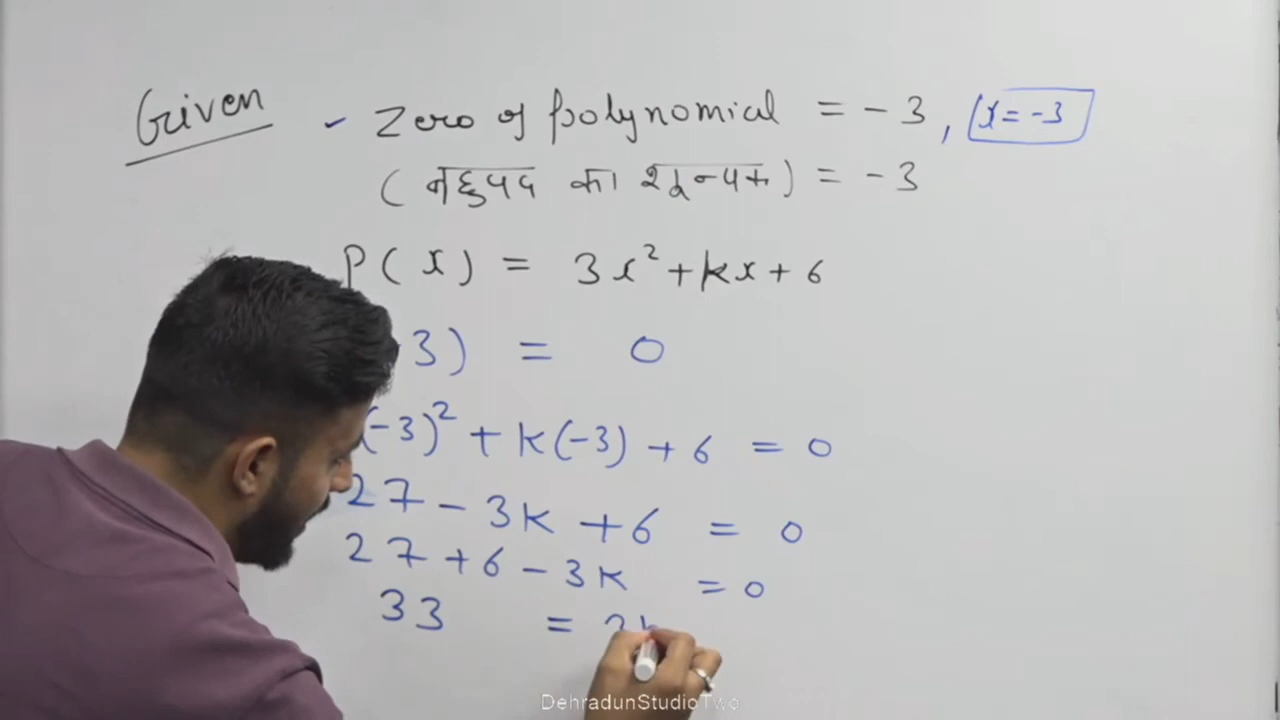 Given - Zero of polynomial = -3, x = -3
(बहुपद का शून्यक) = -3
P(x) = 3x² + kx + 6
3) = 0
(-3)² + k(-3) + 6 = 0
27 - 3k + 6 = 0
27 + 6 - 3k = 0
33 = 3k
DehradunStudioTwo